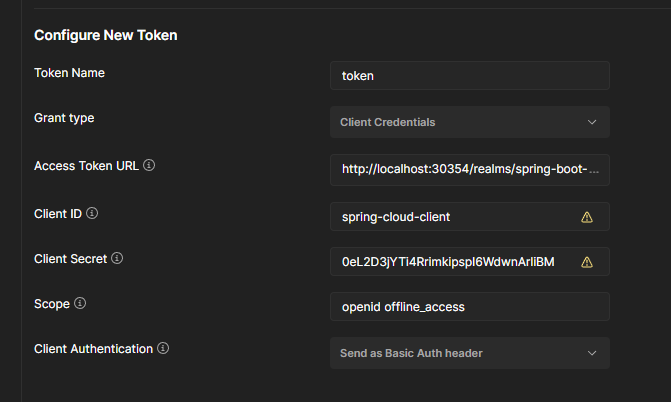 Configure New Token
Token Name
token
Grant type
Client Credentials
Access Token URL
http://localhost:30354/realms/spring-boot-...
Client ID
spring-cloud-client
Client Secret
0eL2D3jYTi4RrimkipspI6WdwnArIiBM
Scope
openid offline_access
Client Authentication
Send as Basic Auth header